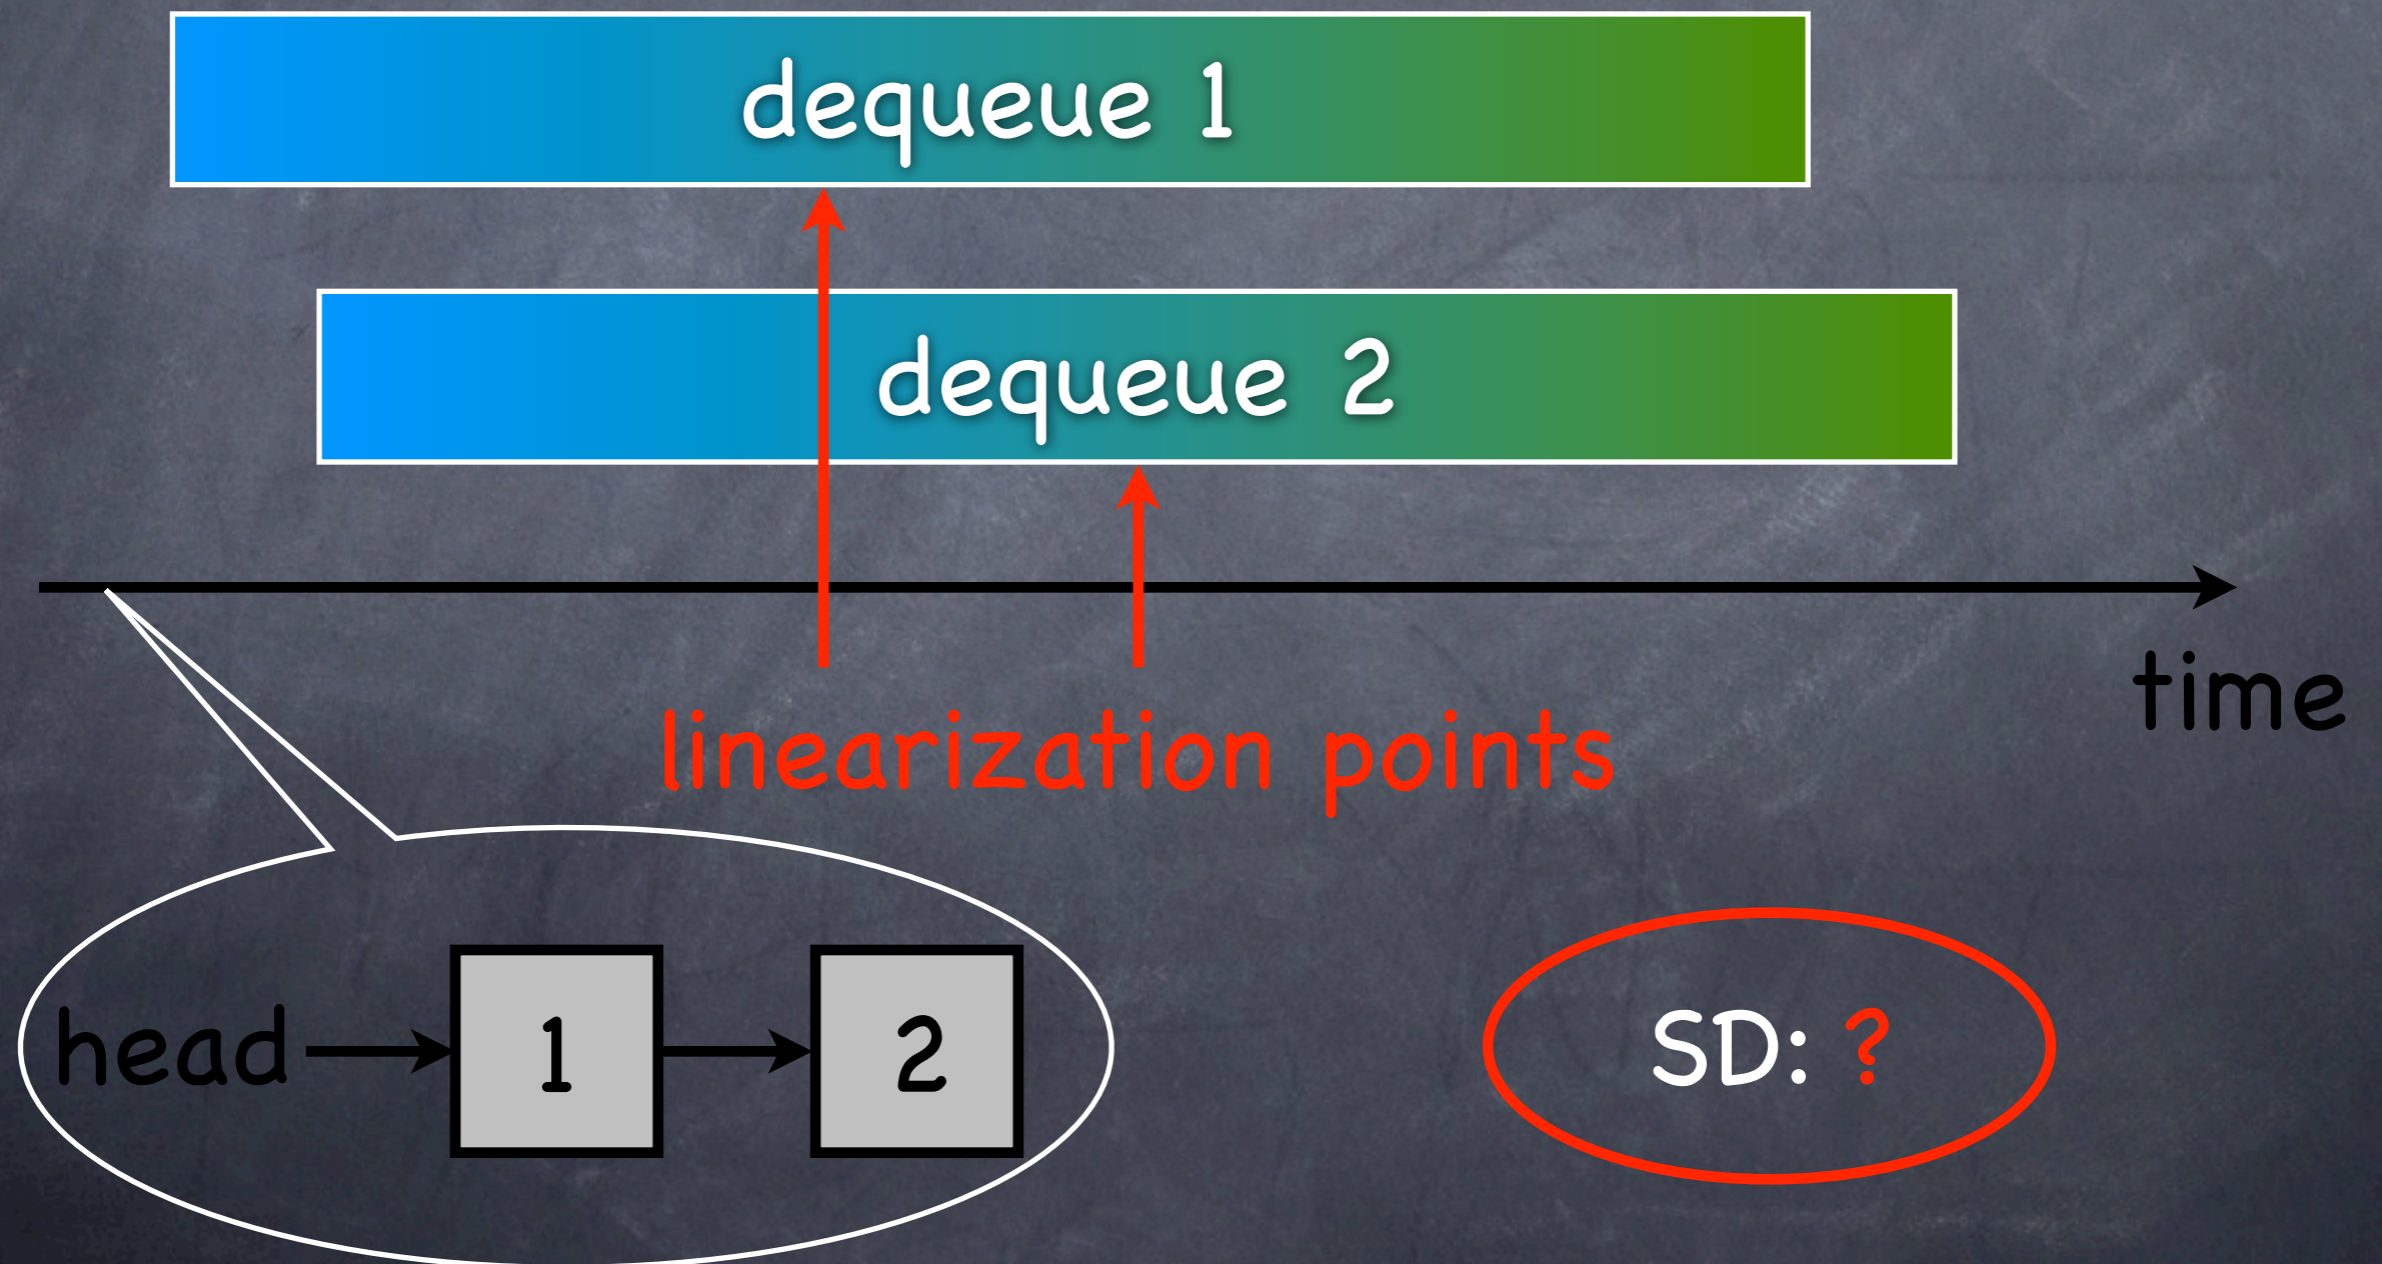 dequeue 1
dequeue 2
time
linearization points
head 1 2
SD: ?